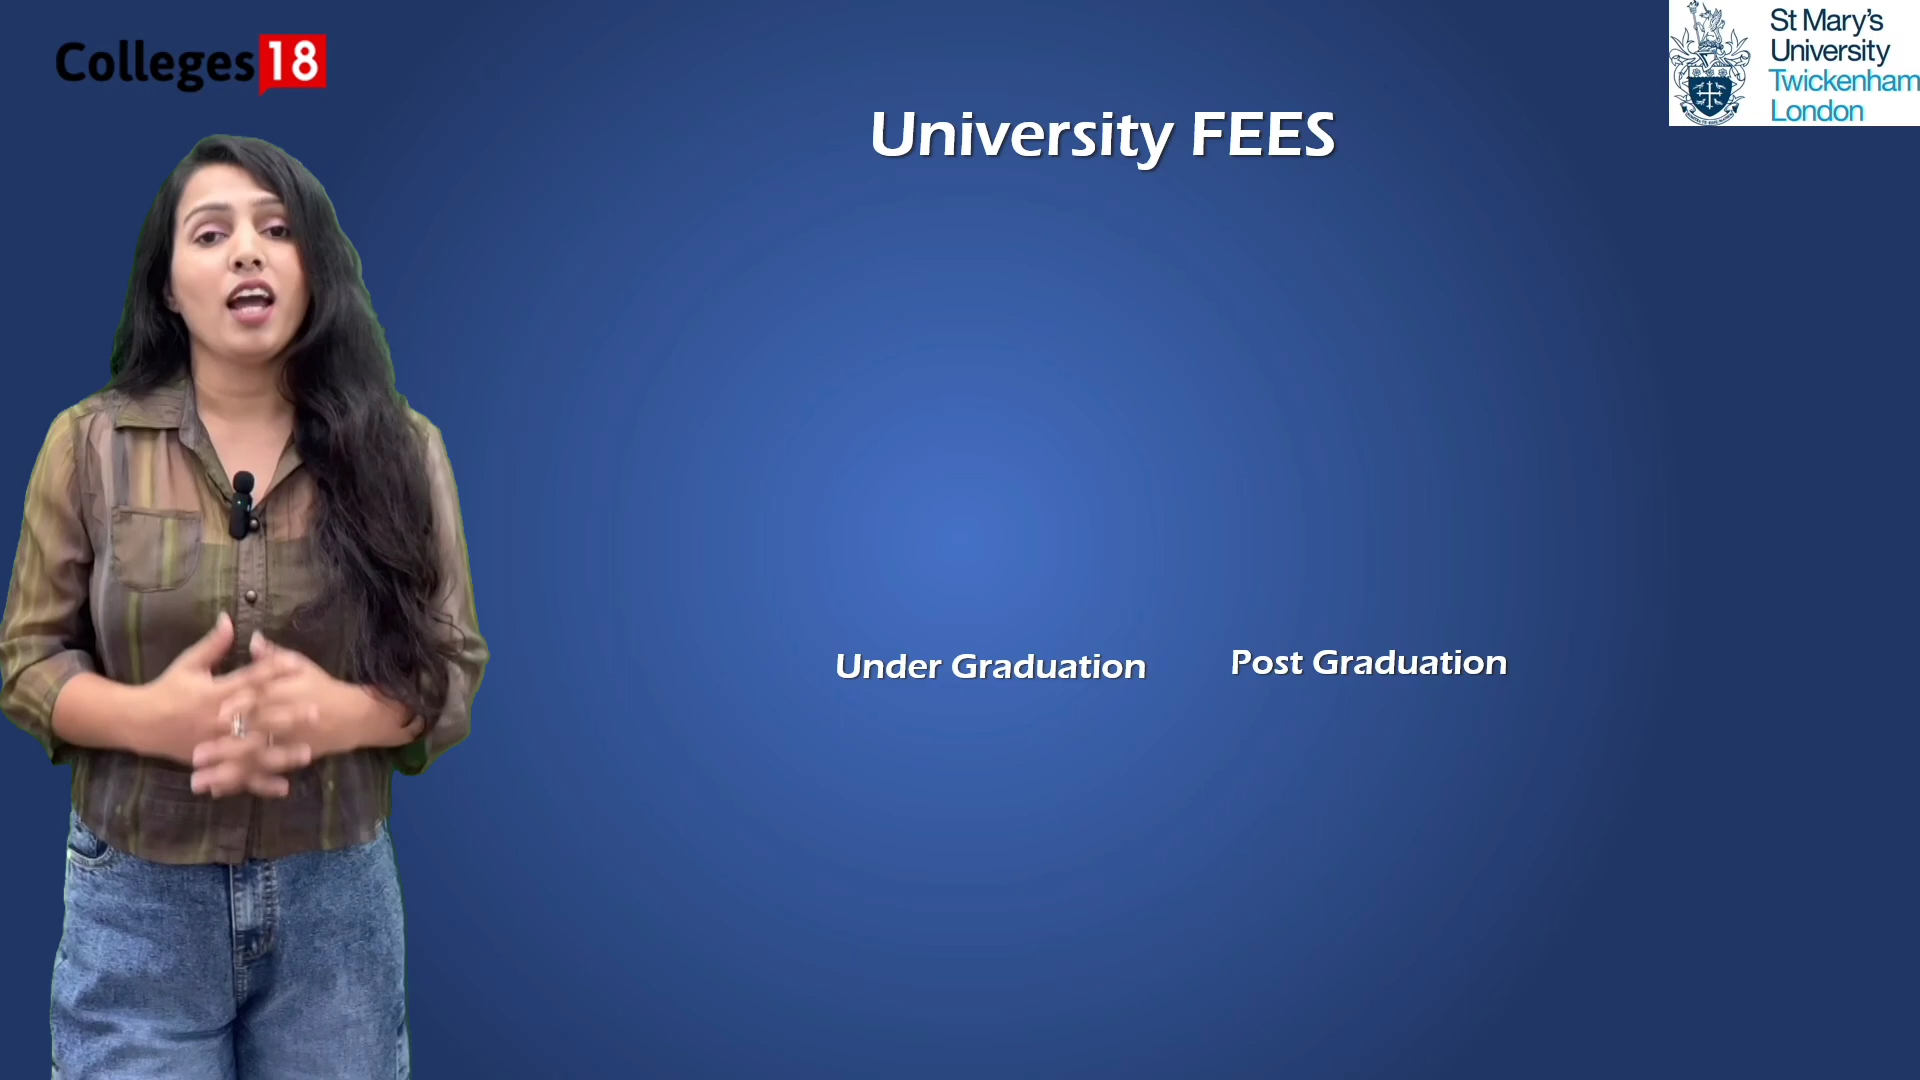 Colleges18
St Mary's
University
Twickenham
London
University FEES
Under Graduation
Post Graduation